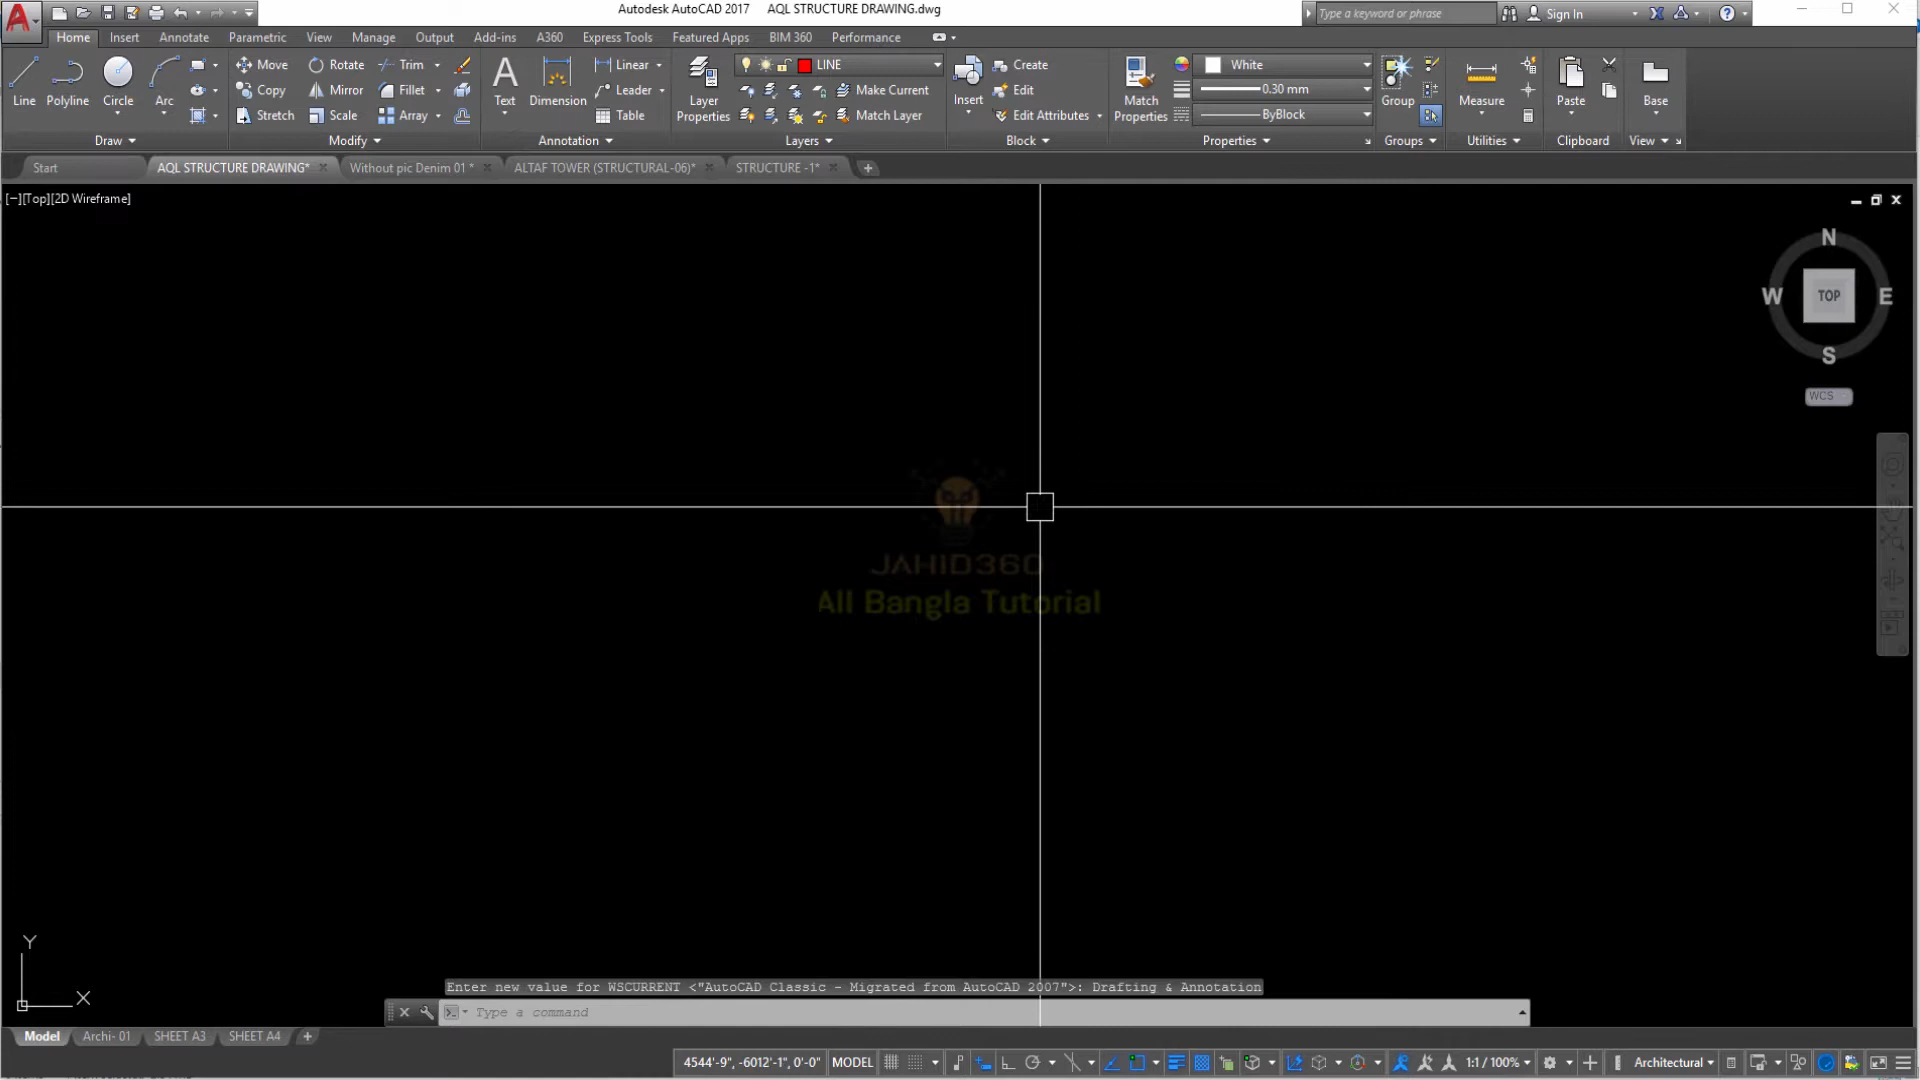 Autodesk AutoCAD 2017 AQL STRUCTURE DRAWING.dwg
Type a keyword or phrase
Sign In
Home Insert Annotate Parametric View Manage Output Add-ins A360 Express Tools Featured Apps BIM 360 Performance
Line Polyline Circle Arc
Draw
Move Rotate Trim
Copy Mirror Fillet
Stretch Scale Array
Modify
Text Dimension
Linear
Leader
Table
Annotation
Layer Properties
LINE
Make Current
Match Layer
Layers
Insert
Create
Edit
Edit Attributes
Block
Match Properties
White
0.30 mm
ByBlock
Properties
Group
Groups
Measure
Utilities
Paste
Clipboard
Base
View
Start AQL STRUCTURE DRAWING* Without pic Denim 01 * ALTAF TOWER (STRUCTURAL-06)* STRUCTURE -1*
[−][Top][2D Wireframe]
N
W TOP E
S
WCS
JAHID360
All Bangla Tutorial
Y
X
Enter new value for WSCURRENT <"AutoCAD Classic - Migrated from AutoCAD 2007">: Drafting & Annotation
Type a command
Model Archi- 01 SHEET A3 SHEET A4
4544'-9", -6012'-1", 0'-0" MODEL 1:1 / 100% Architectural